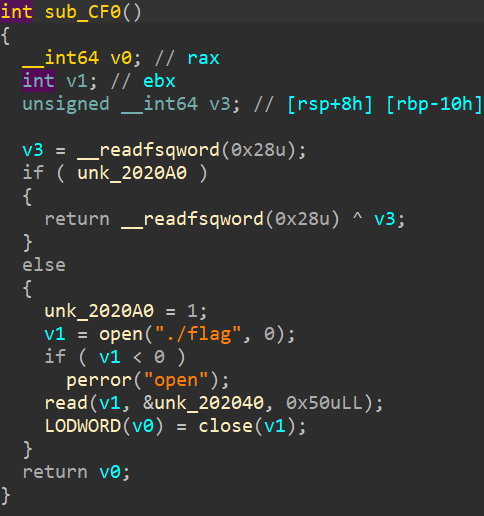 int sub_CF0()
{
  __int64 v0; // rax
  int v1; // ebx
  unsigned __int64 v3; // [rsp+8h] [rbp-10h]

  v3 = __readfsqword(0x28u);
  if ( unk_2020A0 )
  {
    return __readfsqword(0x28u) ^ v3;
  }
  else
  {
    unk_2020A0 = 1;
    v1 = open("./flag", 0);
    if ( v1 < 0 )
      perror("open");
    read(v1, &unk_202040, 0x50uLL);
    LODWORD(v0) = close(v1);
  }
  return v0;
}